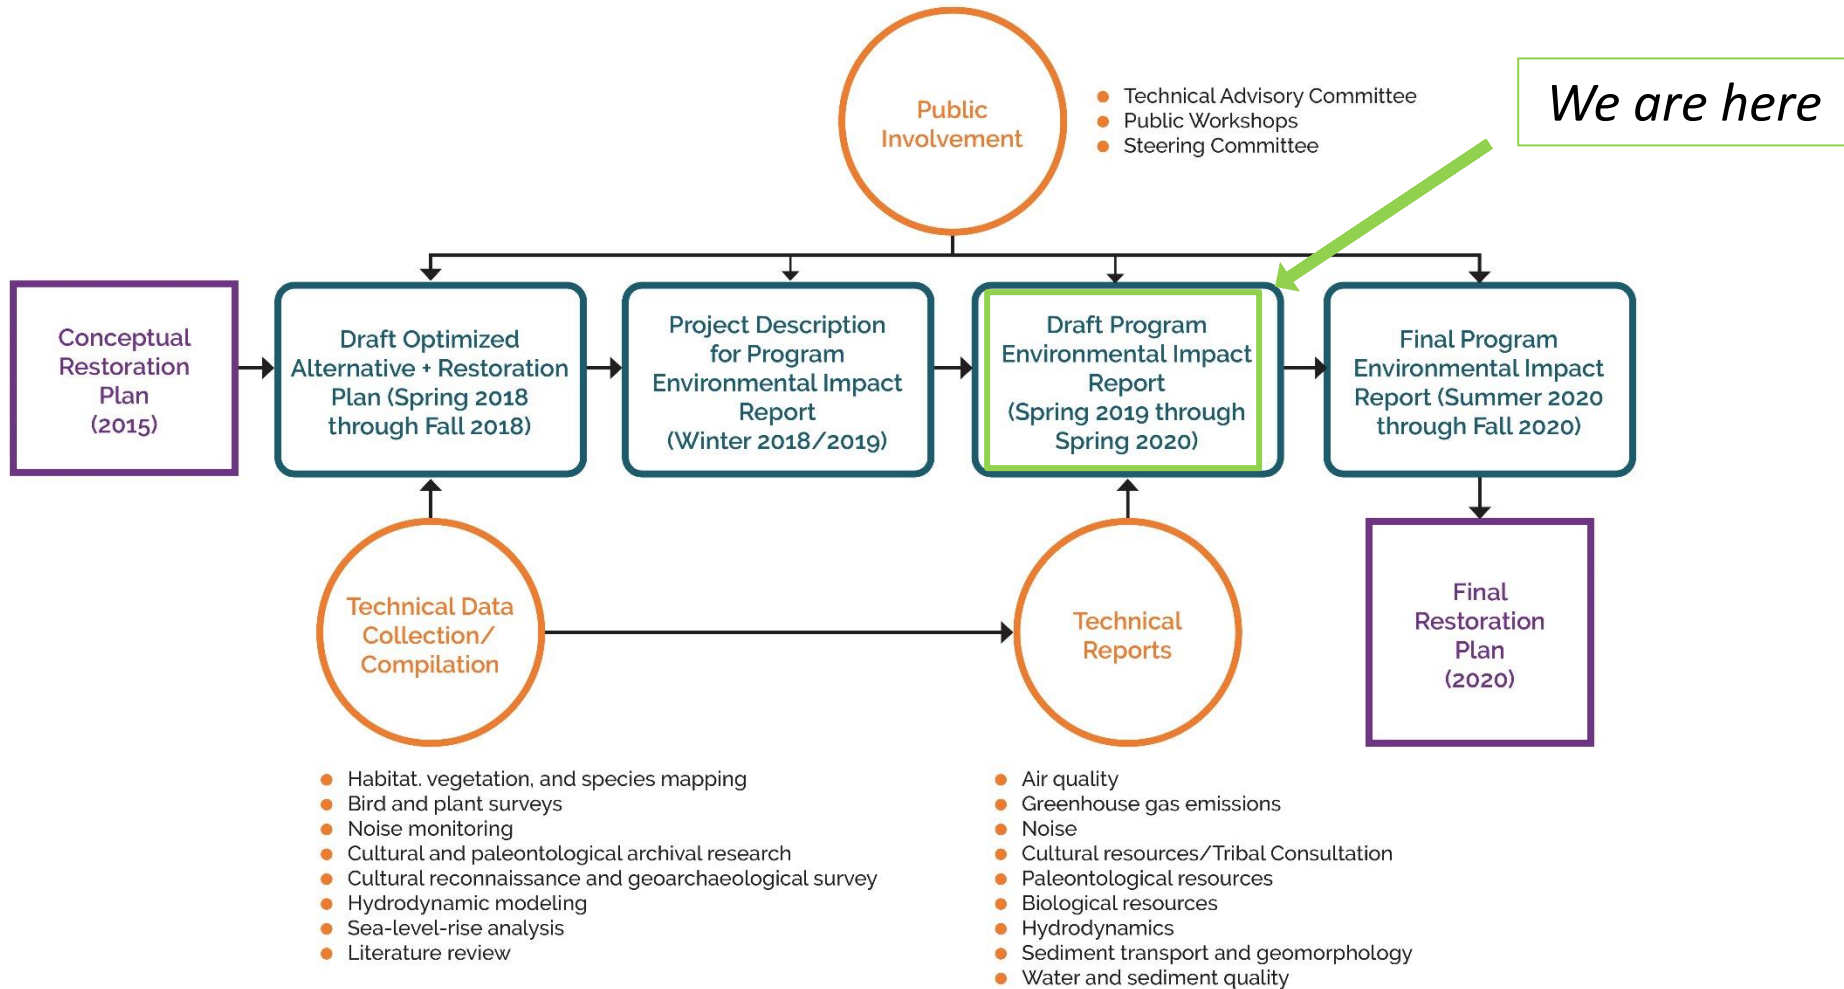 Public
Involvement
Technical Advisory Committee
Public Workshops
Steering Committee
We are here
Conceptual
Restoration
Plan
(2015)
Draft Optimized
Alternative + Restoration
Plan (Spring 2018
through Fall 2018)
Project Description
for Program
Environmental Impact
Report
(Winter 2018/2019)
Draft Program
Environmental Impact
Report
(Spring 2019 through
Spring 2020)
Final Program
Environmental Impact
Report (Summer 2020
through Fall 2020)
Technical Data
Collection/
Compilation
Technical
Reports
Final
Restoration
Plan
(2020)
Habitat. vegetation, and species mapping
Bird and plant surveys
Noise monitoring
Cultural and paleontological archival research
Cultural reconnaissance and geoarchaeological survey
Hydrodynamic modeling
Sea-level-rise analysis
Literature review
Air quality
Greenhouse gas emissions
Noise
Cultural resources/Tribal Consultation
Paleontological resources
Biological resources
Hydrodynamics
Sediment transport and geomorphology
Water and sediment quality